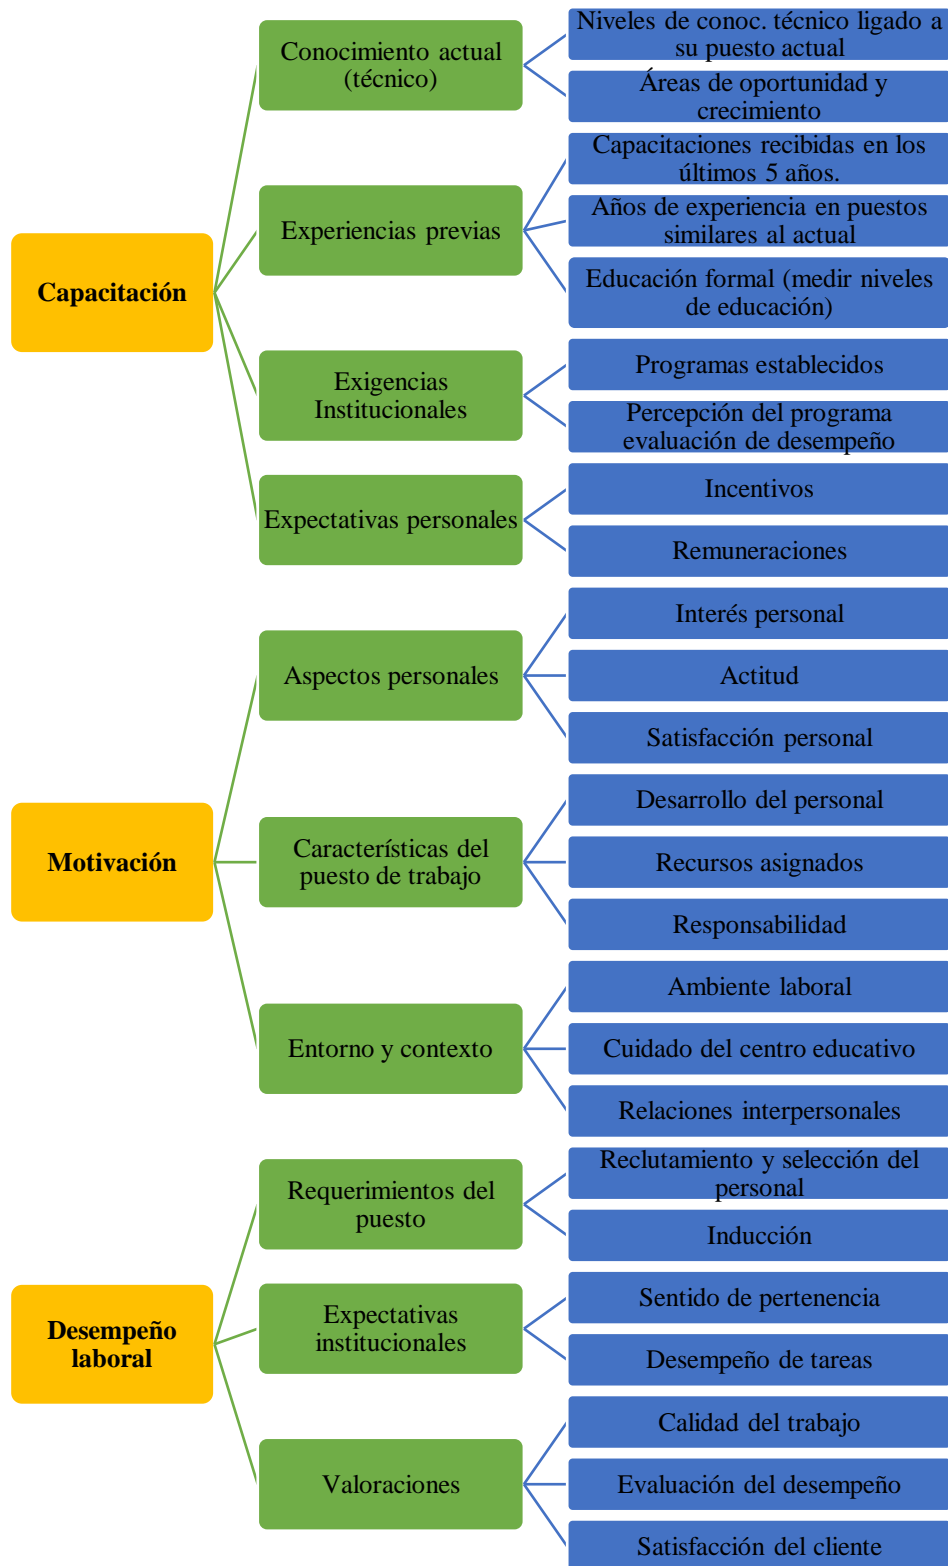 Capacitación
Conocimiento actual
(técnico)
Niveles de conoc. técnico ligado a
su puesto actual
Áreas de oportunidad y
crecimiento
Experiencias previas
Capacitaciones recibidas en los
últimos 5 años.
Años de experiencia en puestos
similares al actual
Educación formal (medir niveles
de educación)
Exigencias
Institucionales
Programas establecidos
Percepción del programa
evaluación de desempeño
Expectativas personales
Incentivos
Remuneraciones
Motivación
Aspectos personales
Interés personal
Actitud
Satisfacción personal
Características del
puesto de trabajo
Desarrollo del personal
Recursos asignados
Responsabilidad
Entorno y contexto
Ambiente laboral
Cuidado del centro educativo
Relaciones interpersonales
Desempeño
laboral
Requerimientos del
puesto
Reclutamiento y selección del
personal
Inducción
Expectativas
institucionales
Sentido de pertenencia
Desempeño de tareas
Valoraciones
Calidad del trabajo
Evaluación del desempeño
Satisfacción del cliente